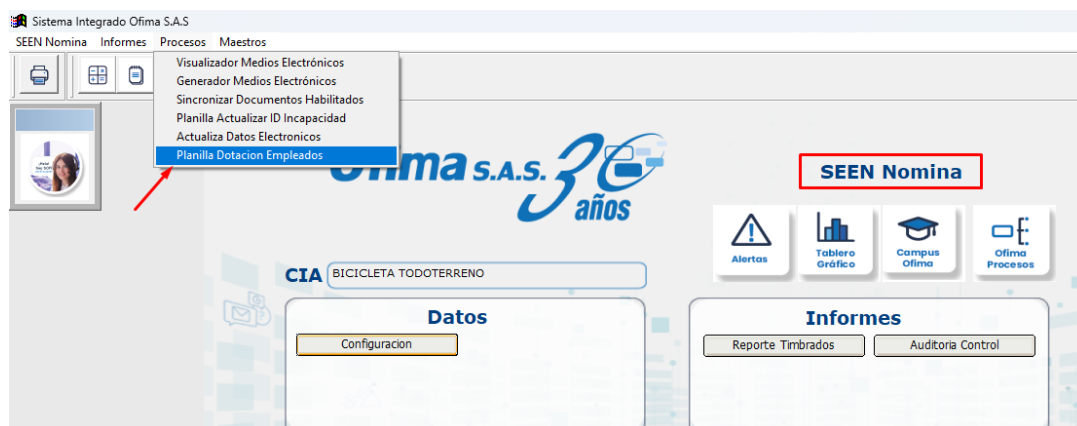 Sistema Integrado Ofima S.A.S
SEEN Nomina Informes Procesos Maestros
Visualizador Medios Electrónicos
Generador Medios Electrónicos
Sincronizar Documentos Habilitados
Planilla Actualizar ID Incapacidad
Actualiza Datos Electronicos
Planilla Dotacion Empleados
Ofima S.A.S. 30 años
SEEN Nomina
Alertas
Tablero Gráfico
Campus Ofima
Ofima Procesos
CIA BICICLETA TODOTERRENO
Datos
Configuracion
Informes
Reporte Timbrados Auditoria Control